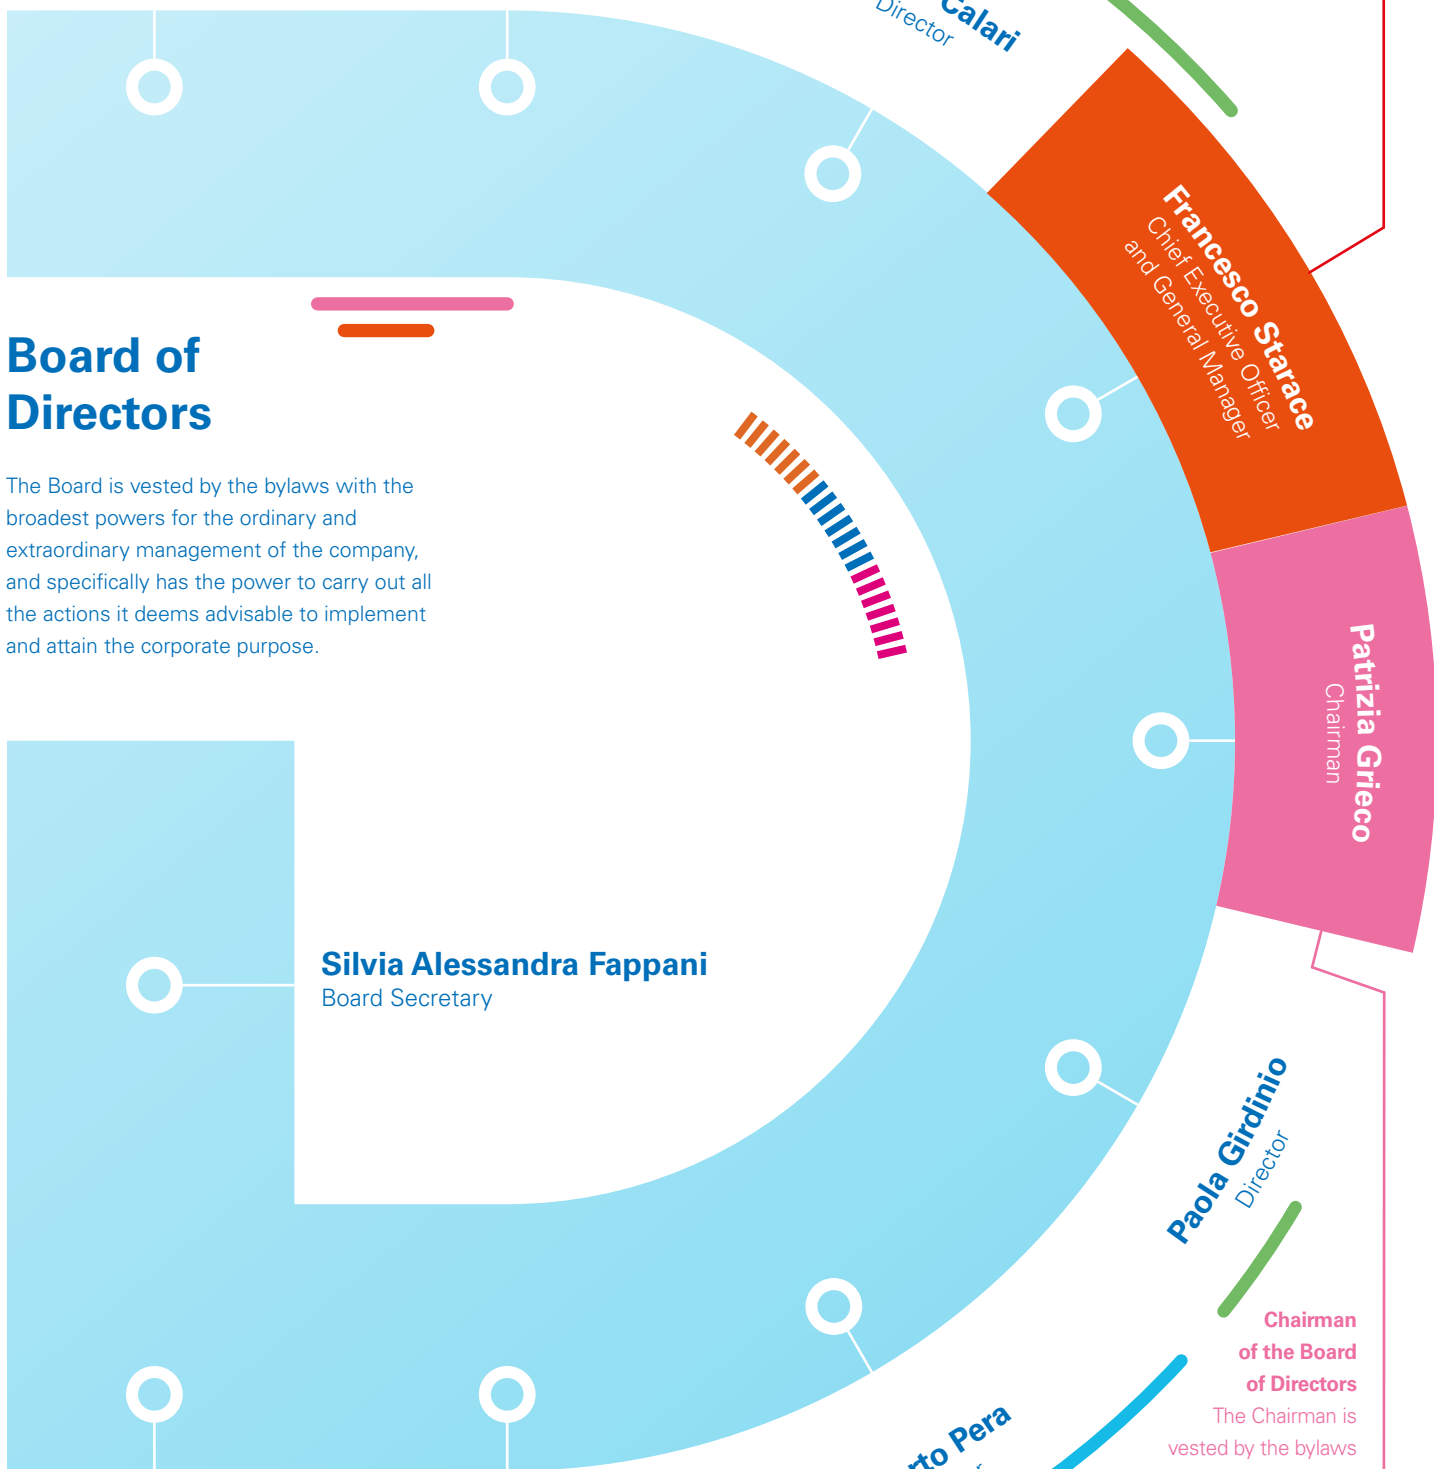 Calari
Director
Francesco Starace
Chief Executive Officer
and General Manager
Board of
Directors
The Board is vested by the bylaws with the
broadest powers for the ordinary and
extraordinary management of the company,
and specifically has the power to carry out all
the actions it deems advisable to implement
and attain the corporate purpose.
Patrizia Grieco
Chairman
Silvia Alessandra Fappani
Board Secretary
Paola Girdinio
Director
Chairman
of the Board
of Directors
The Chairman is
vested by the bylaws
Pera